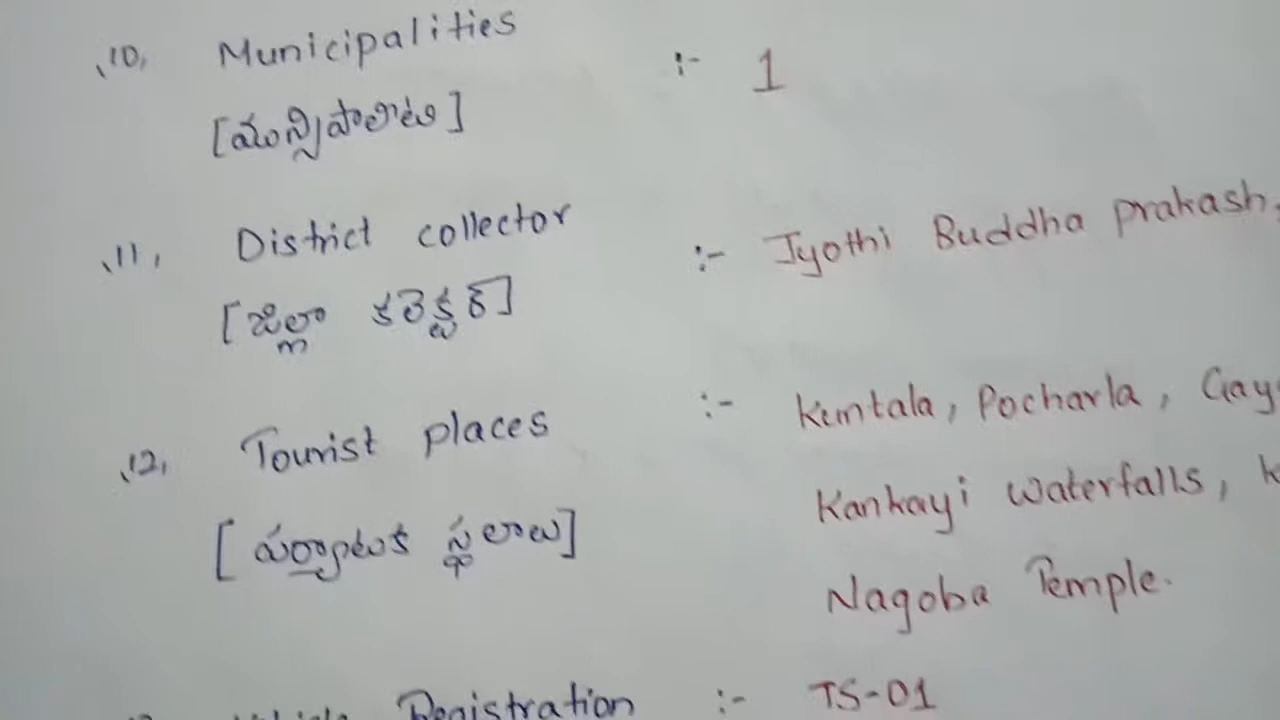 10, Municipalities :- 1
[మున్సిపాలిటి]
11, District collector :- Jyothi Buddha prakash.
[జిల్లా కలెక్టర్]
12, Tourist places :- Kuntala, Pocharla, Gay
Kankayi waterfalls, K
[పర్యాటక స్థలాలు]
Nagoba Temple.
Registration :- TS-01